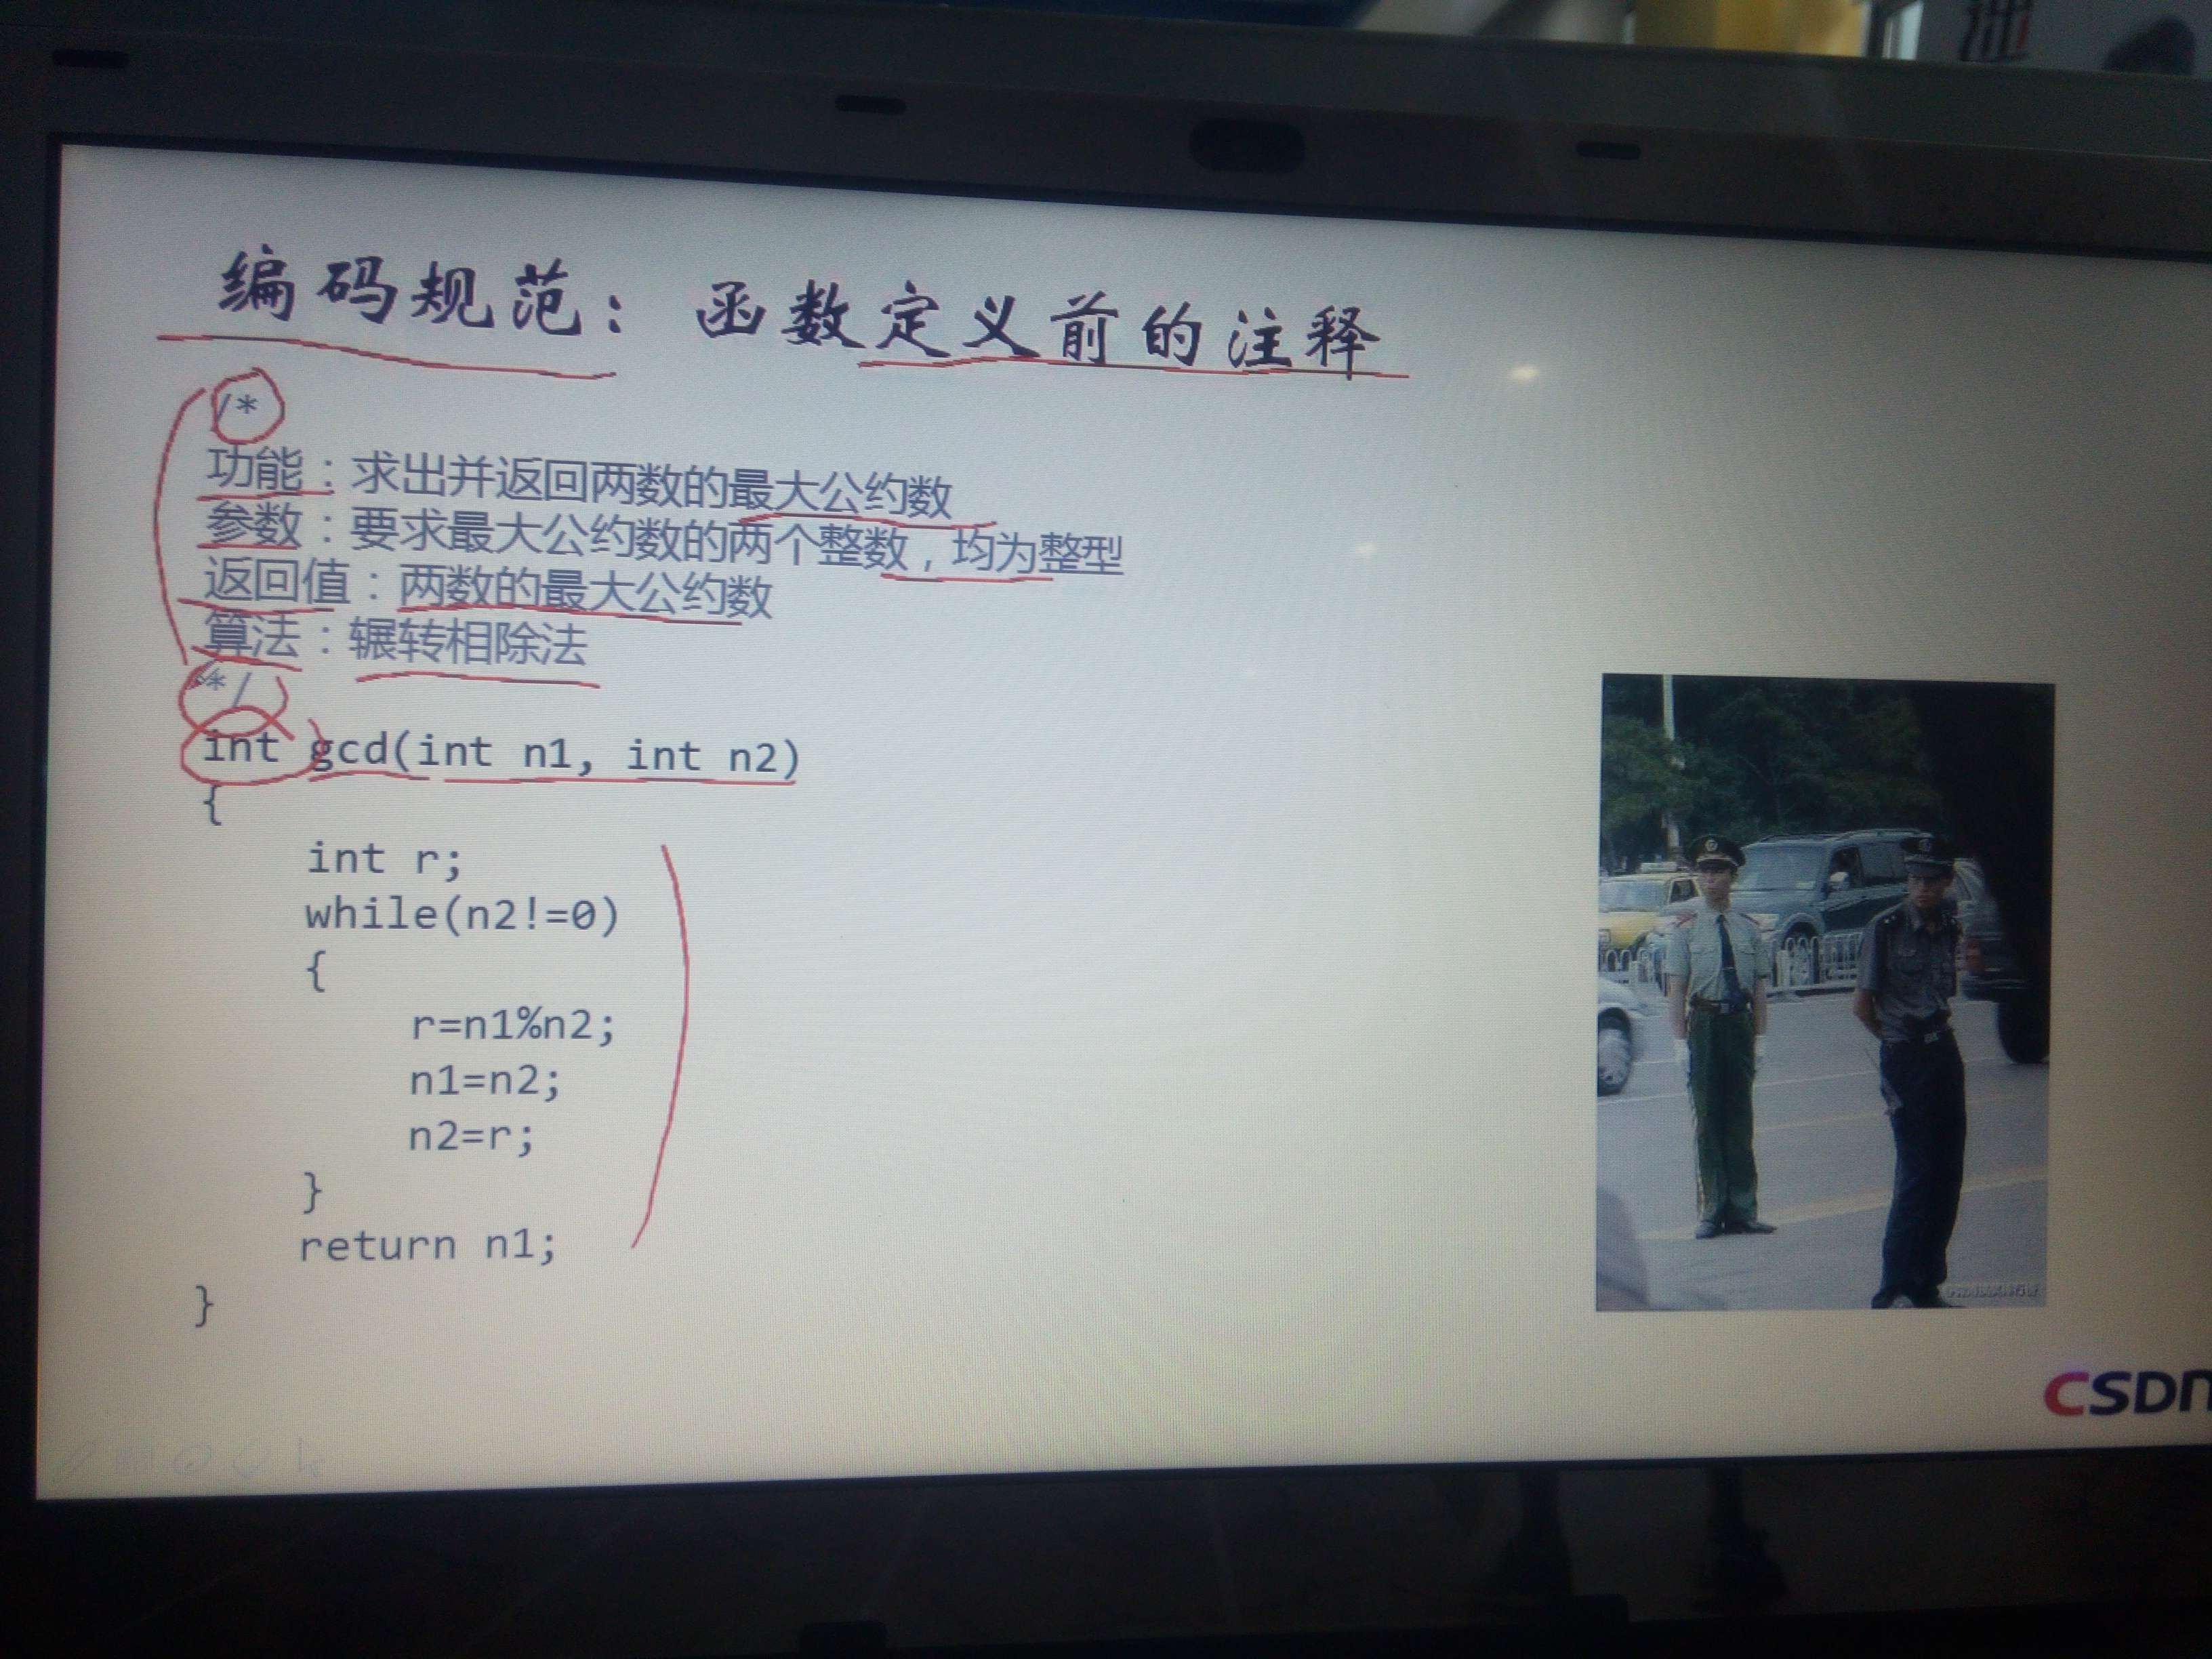 编码规范：函数定义前的注释
/*
功能：求出并返回两数的最大公约数
参数：要求最大公约数的两个整数，均为整型
返回值：两数的最大公约数
算法：辗转相除法
*/
int gcd(int n1, int n2)
{
int r;
while(n2!=0)
{
r=n1%n2;
n1=n2;
n2=r;
}
return n1;
}
CSDN